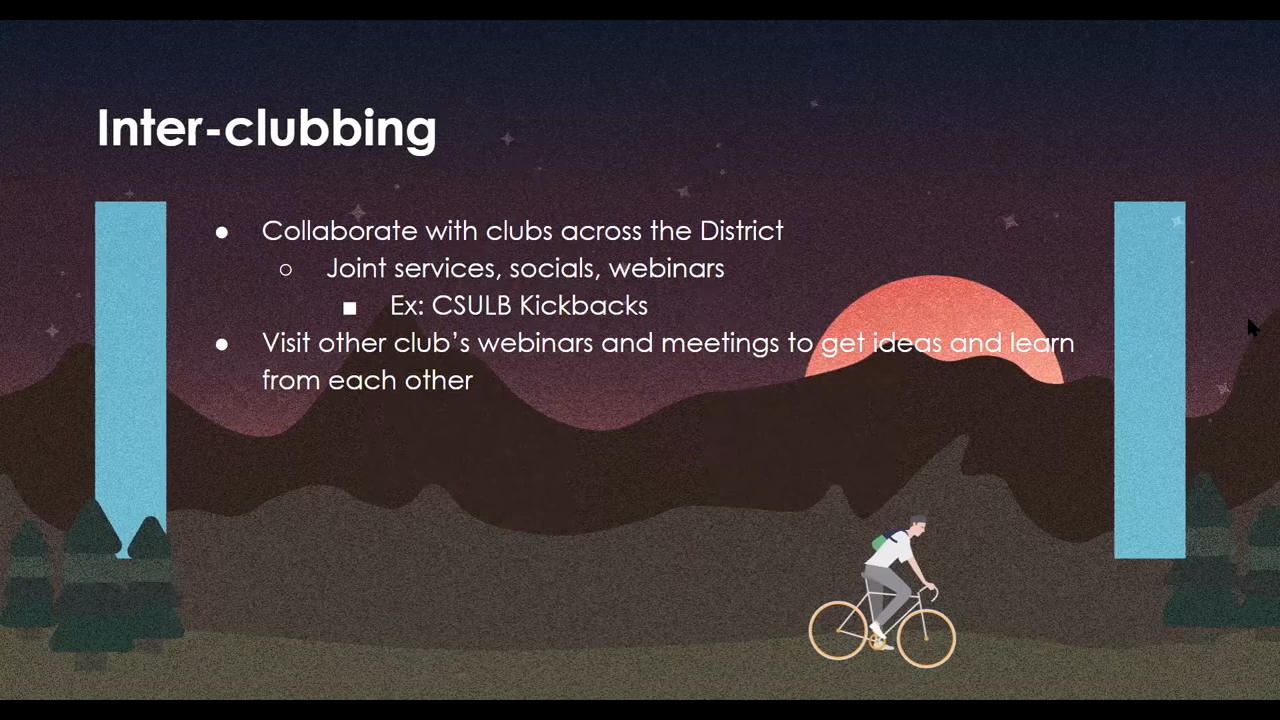 Inter-clubbing
● Collaborate with clubs across the District
○ Joint services, socials, webinars
■ Ex: CSULB Kickbacks
● Visit other club’s webinars and meetings to get ideas and learn
from each other